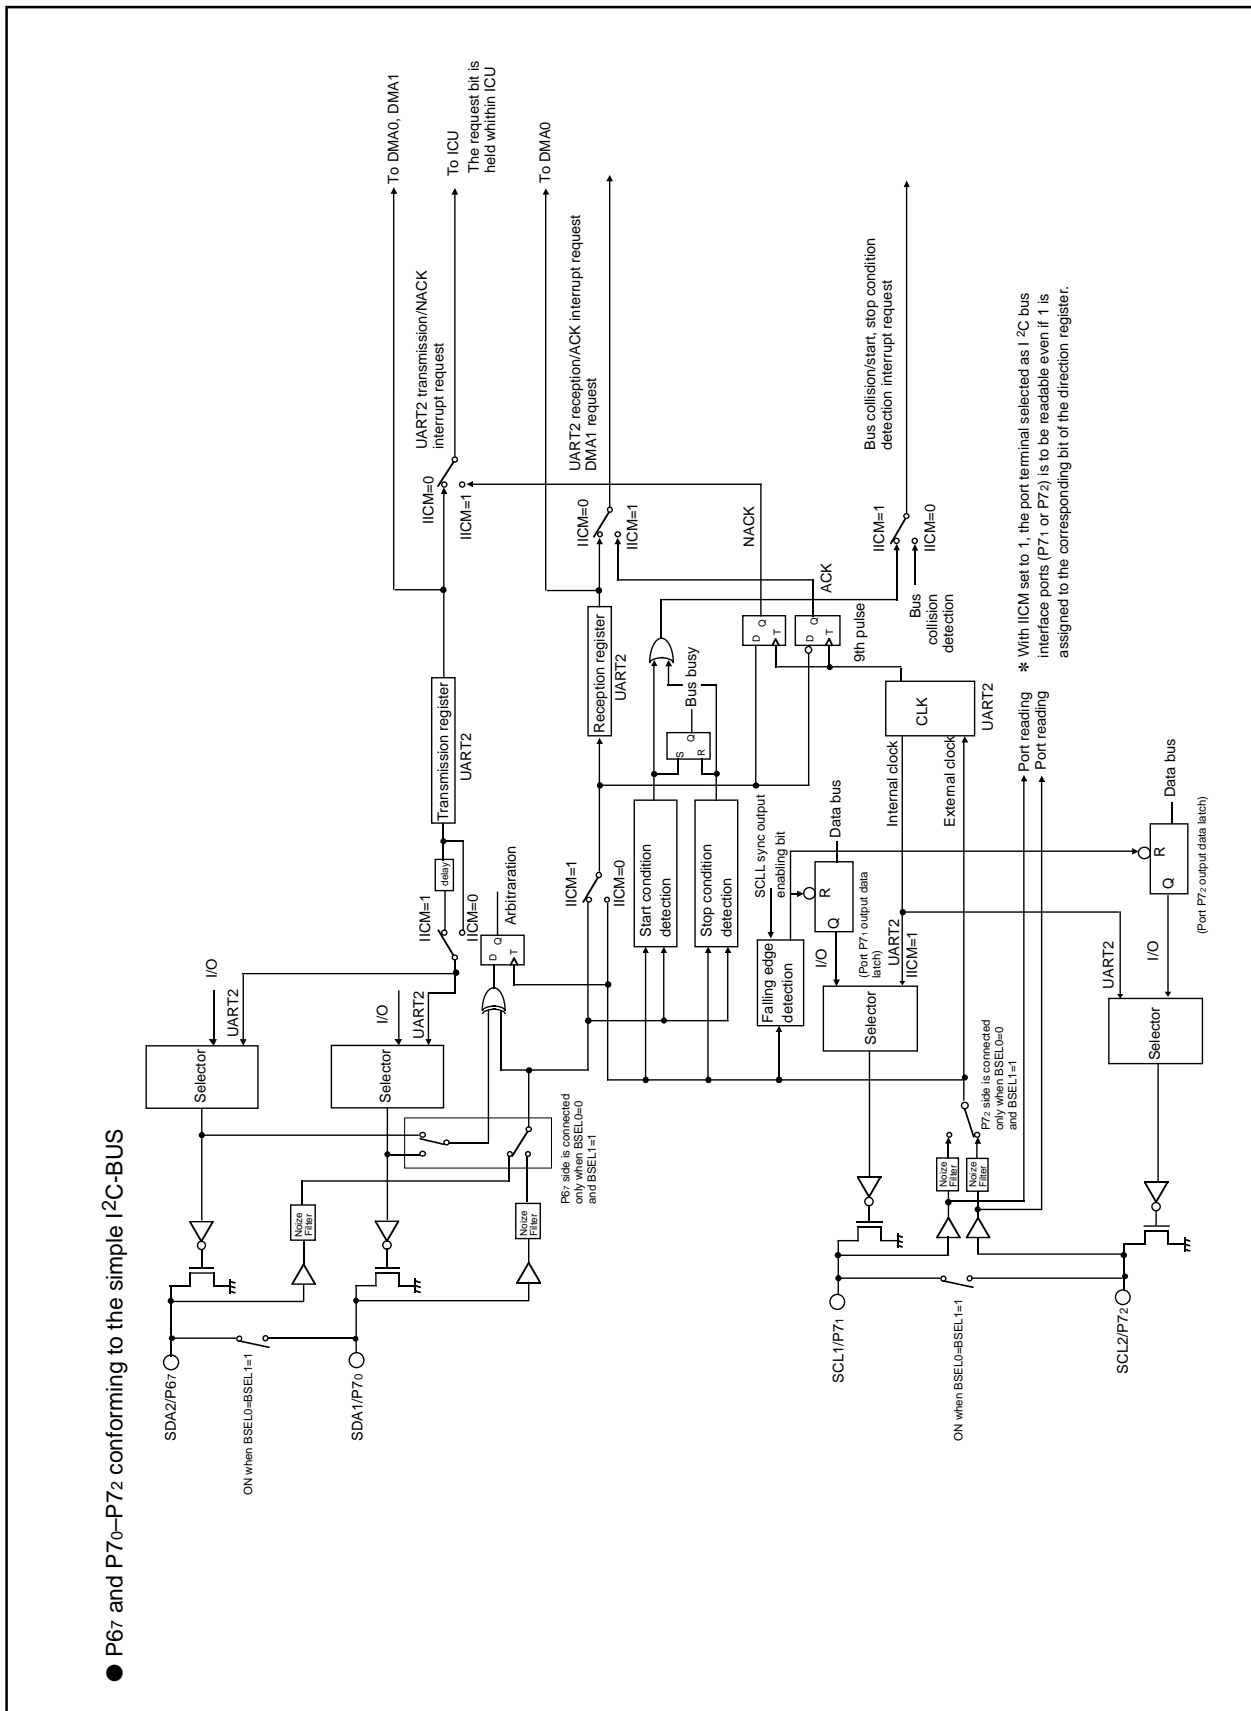 ● P67 and P70–P72 conforming to the simple I2C-BUS
SDA2/P67
ON when BSEL0=BSEL1=1
SDA1/P70
Selector
I/O
UART2
Selector
I/O
UART2
Noize
Filter
Noize
Filter
P67 side is connected
only when BSEL0=0
and BSEL1=1
IICM=1
IICM=0
delay
Transmission register
UART2
To DMA0, DMA1
UART2 transmission/NACK
interrupt request
IICM=0
IICM=1
To ICU
The request bit is
held whithin ICU
Arbitraration
D
Q
T
IICM=1
IICM=0
Reception register
UART2
To DMA0
UART2 reception/ACK interrupt request
DMA1 request
IICM=0
IICM=1
Start condition
detection
Stop condition
detection
S
R
Q
Bus busy
NACK
D
Q
T
D
Q
T
ACK
9th pulse
Bus collision/start, stop condition
detection interrupt request
IICM=1
IICM=0
Bus
collision
detection
Falling edge
detection
SCLL sync output
enabling bit
R
Q
Data bus
I/O
(Port P71 output data
latch)
UART2
IICM=1
Selector
Internal clock
External clock
CLK
UART2
SCL1/P71
ON when BSEL0=BSEL1=1
SCL2/P72
Noize
Filter
Noize
Filter
P72 side is connected
only when BSEL0=0
and BSEL1=1
Port reading
Port reading
* With IICM set to 1, the port terminal selected as I 2C bus
interface ports (P71 or P72) is to be readable even if 1 is
assigned to the corresponding bit of the direction register.
UART2
I/O
Selector
R
Q
Data bus
(Port P72 output data latch)